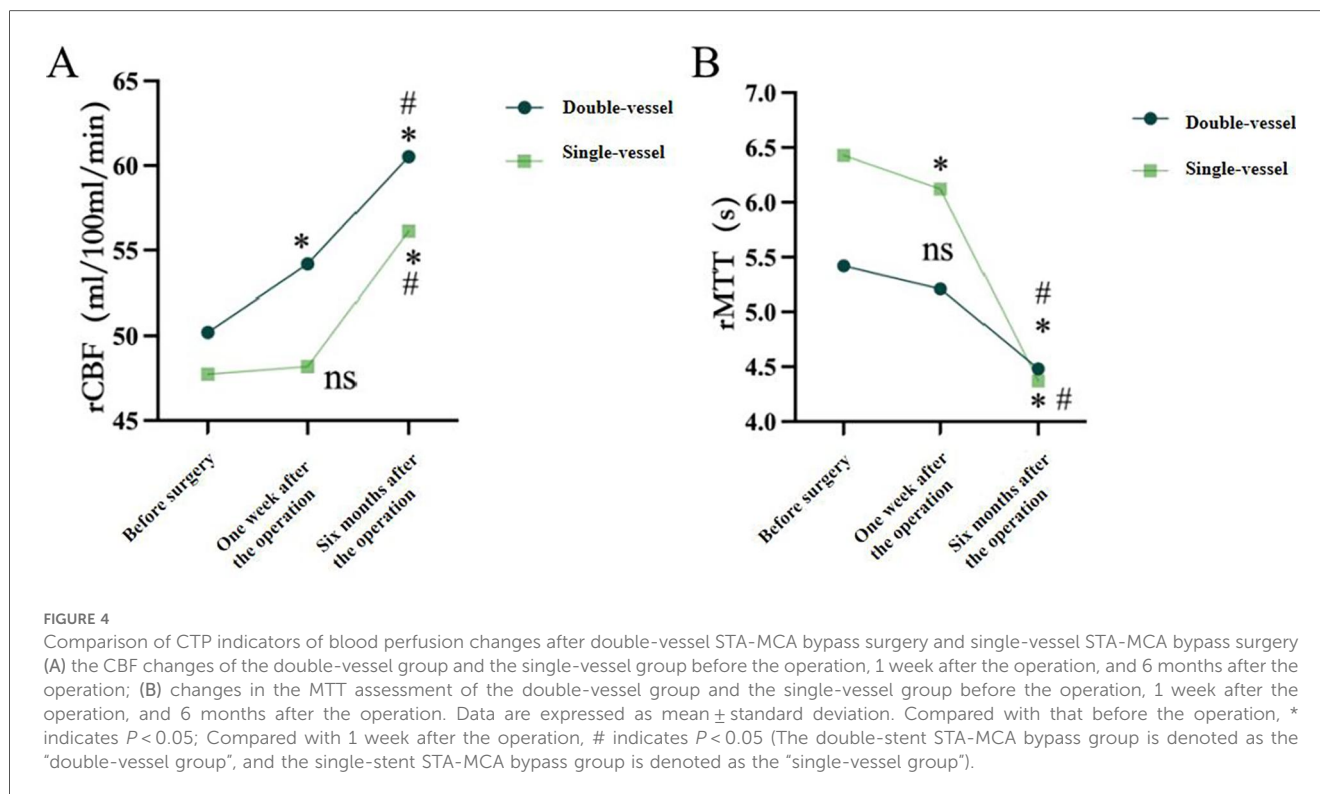 A
rCBF (ml/100ml/min)
65
60
55
50
45
*
#
*
ns
*
#
Double-vessel
Single-vessel
Before surgery
One week after
the operation
Six months after
the operation
B
rMTT (s)
7.0
6.5
6.0
5.5
5.0
4.5
4.0
*
ns
#
*
* #
Double-vessel
Single-vessel
Before surgery
One week after
the operation
Six months after
the operation
FIGURE 4
Comparison of CTP indicators of blood perfusion changes after double-vessel STA-MCA bypass surgery and single-vessel STA-MCA bypass surgery
(A) the CBF changes of the double-vessel group and the single-vessel group before the operation, 1 week after the operation, and 6 months after the
operation; (B) changes in the MTT assessment of the double-vessel group and the single-vessel group before the operation, 1 week after the
operation, and 6 months after the operation. Data are expressed as mean ± standard deviation. Compared with that before the operation, *
indicates P < 0.05; Compared with 1 week after the operation, # indicates P < 0.05 (The double-stent STA-MCA bypass group is denoted as the
"double-vessel group", and the single-stent STA-MCA bypass group is denoted as the "single-vessel group").